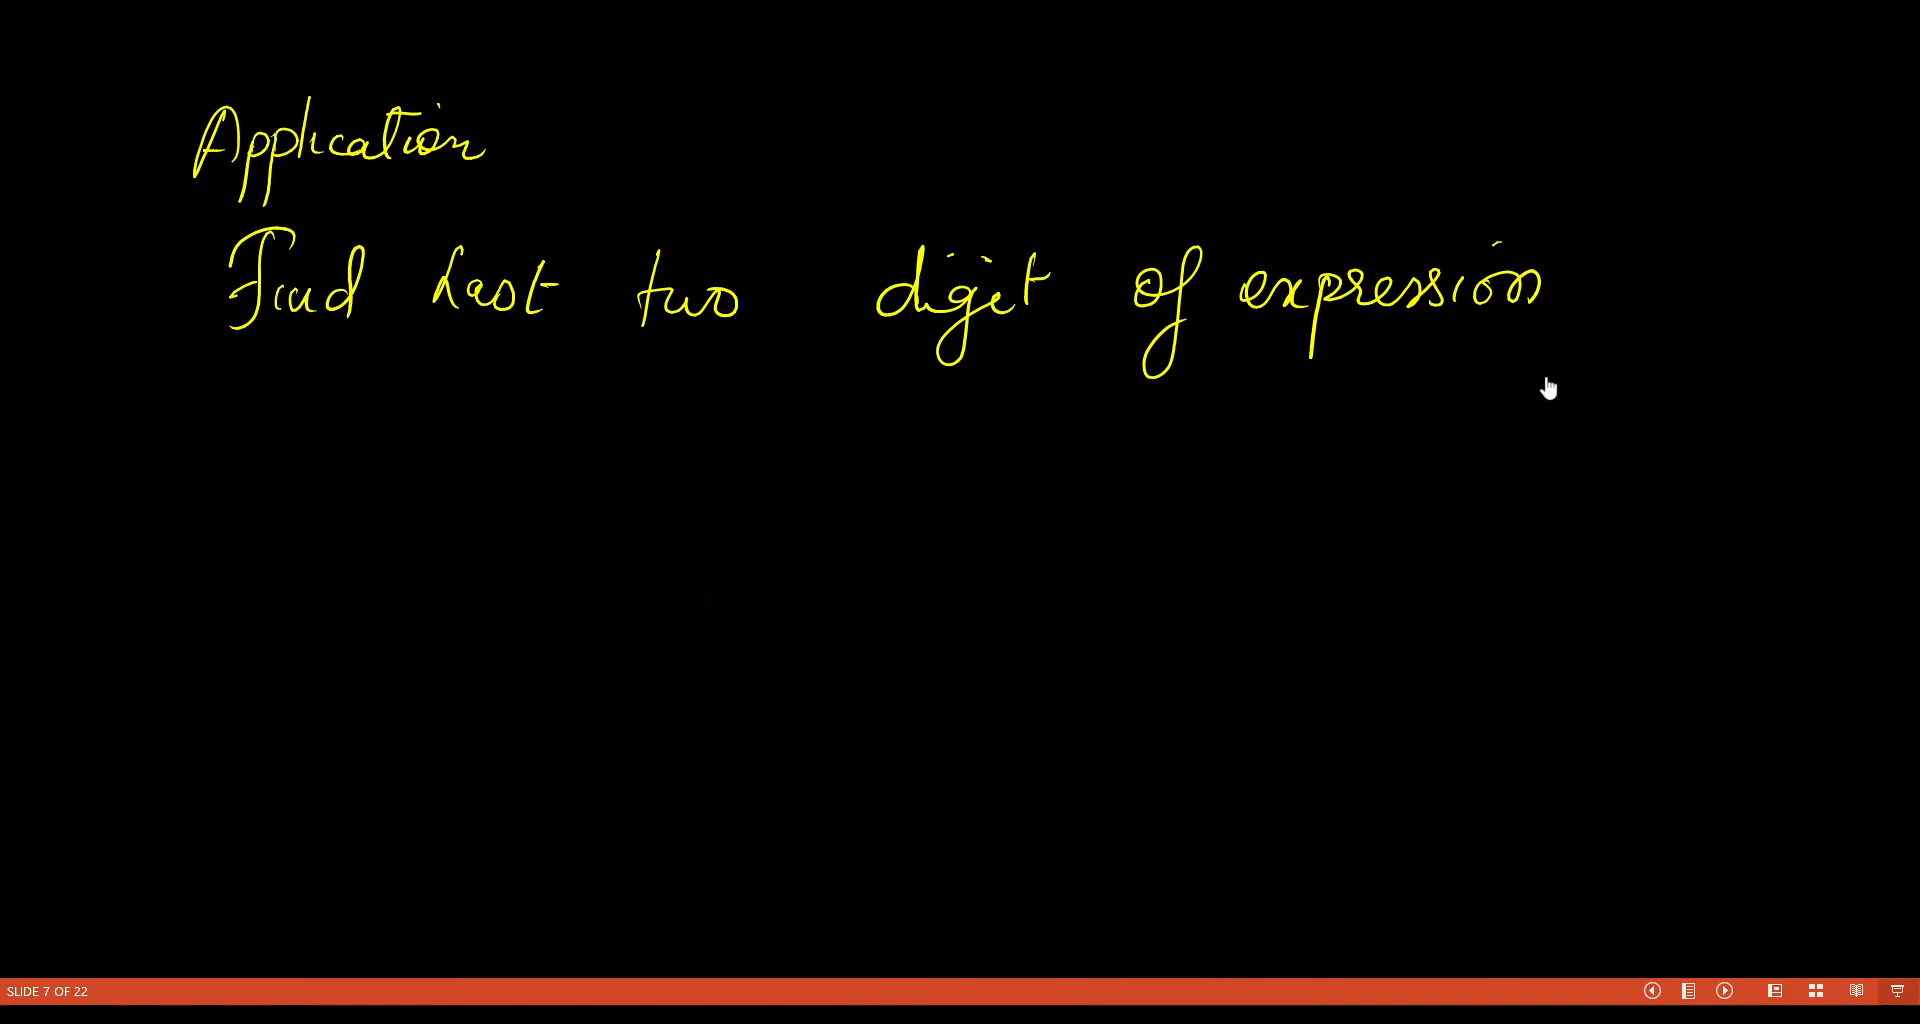 Application
Find Last two digit of expression
SLIDE 7 OF 22